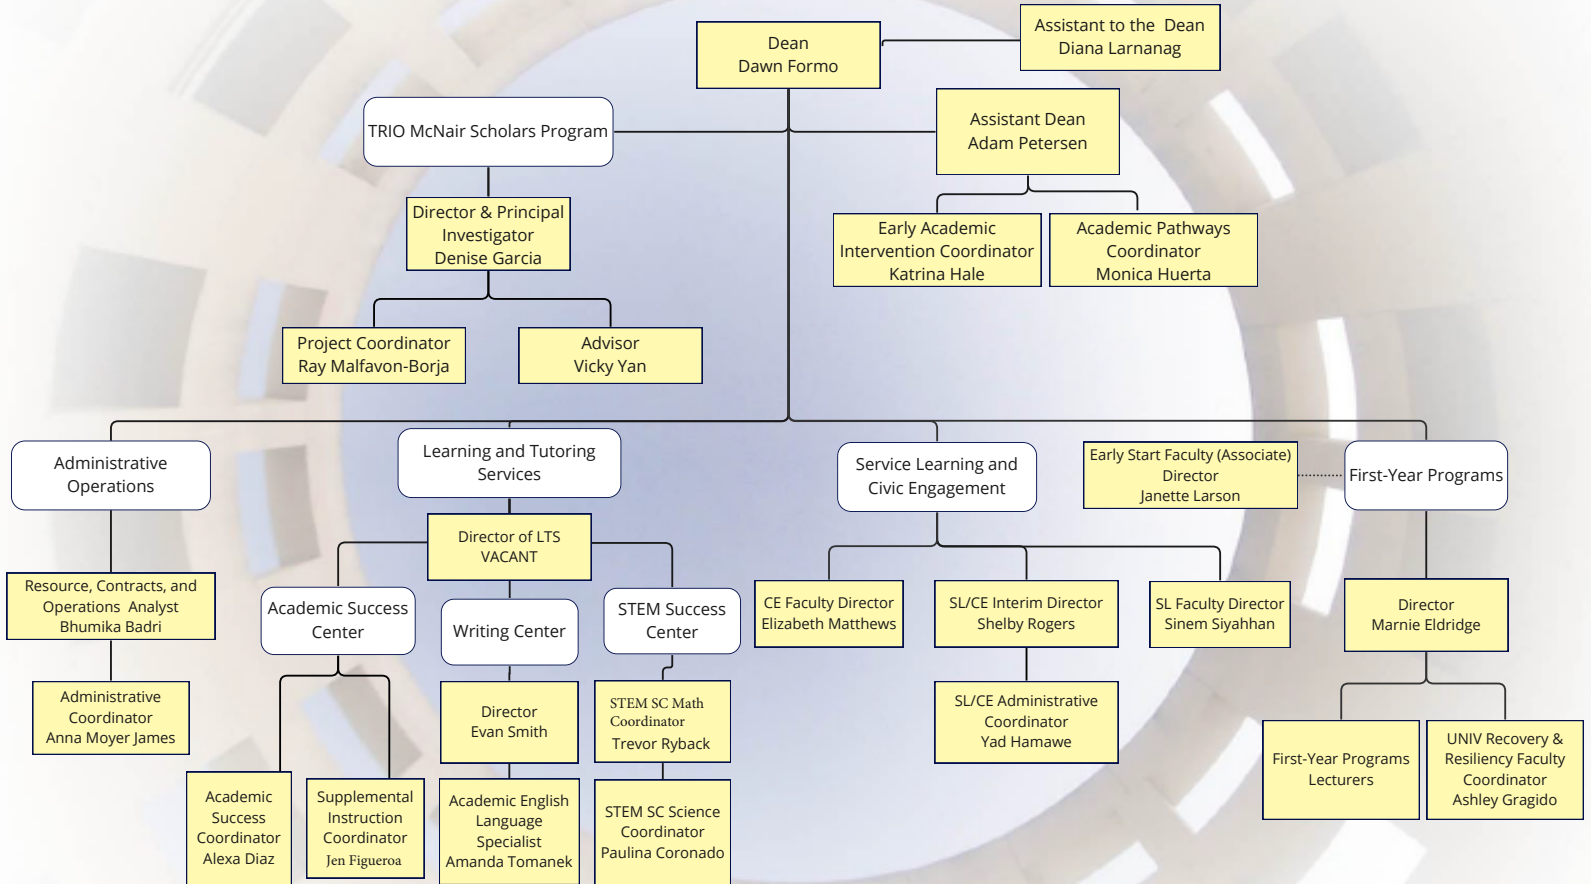 Dean
Dawn Formo
Assistant to the Dean
Diana Larnanag
TRIO McNair Scholars Program
Assistant Dean
Adam Petersen
Director & Principal
Investigator
Denise Garcia
Early Academic
Intervention Coordinator
Katrina Hale
Academic Pathways
Coordinator
Monica Huerta
Project Coordinator
Ray Malfavon-Borja
Advisor
Vicky Yan
Administrative
Operations
Learning and Tutoring
Services
Service Learning and
Civic Engagement
Early Start Faculty (Associate)
Director
Janette Larson
First-Year Programs
Resource, Contracts, and
Operations Analyst
Bhumika Badri
Administrative
Coordinator
Anna Moyer James
Director of LTS
VACANT
Academic Success
Center
Writing Center
STEM Success
Center
Academic
Success
Coordinator
Alexa Diaz
Supplemental
Instruction
Coordinator
Jen Figueroa
Director
Evan Smith
Academic English
Language
Specialist
Amanda Tomanek
STEM SC Math
Coordinator
Trevor Ryback
STEM SC Science
Coordinator
Paulina Coronado
CE Faculty Director
Elizabeth Matthews
SL/CE Interim Director
Shelby Rogers
SL Faculty Director
Sinem Siyahhan
SL/CE Administrative
Coordinator
Yad Hamawe
Director
Marnie Eldridge
First-Year Programs
Lecturers
UNIV Recovery &
Resiliency Faculty
Coordinator
Ashley Gragido